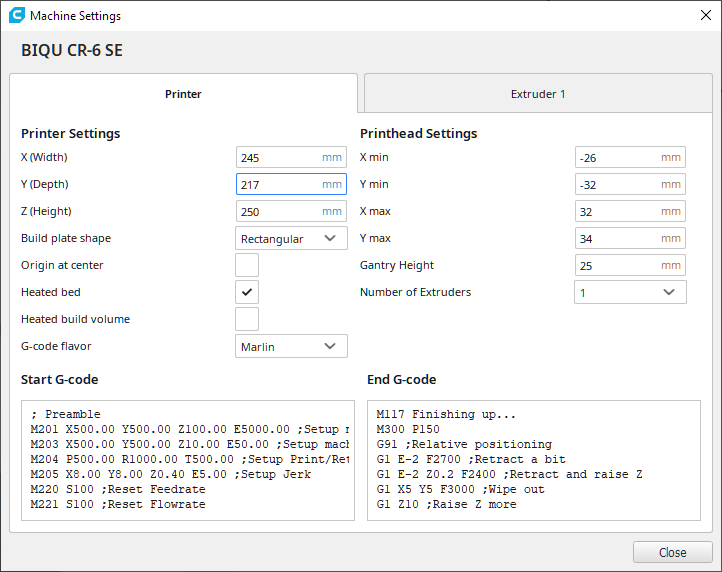 Machine Settings
BIQU CR-6 SE
Printer
Extruder 1
Printer Settings
X (Width)
245 mm
Y (Depth)
217 mm
Z (Height)
250 mm
Build plate shape
Rectangular
Origin at center
Heated bed
Heated build volume
G-code flavor
Marlin
Printhead Settings
X min
-26 mm
Y min
-32 mm
X max
32 mm
Y max
34 mm
Gantry Height
25 mm
Number of Extruders
1
Start G-code
; Preamble
M201 X500.00 Y500.00 Z100.00 E5000.00 ;Setup
M203 X500.00 Y500.00 Z10.00 E50.00 ;Setup mach
M204 P500.00 R1000.00 T500.00 ;Setup Print/Ret
M205 X8.00 Y8.00 Z0.40 E5.00 ;Setup Jerk
M220 S100 ;Reset Feedrate
M221 S100 ;Reset Flowrate
End G-code
M117 Finishing up...
M300 P150
G91 ;Relative positioning
G1 E-2 F2700 ;Retract a bit
G1 E-2 Z0.2 F2400 ;Retract and raise Z
G1 X5 Y5 F3000 ;Wipe out
G1 Z10 ;Raise Z more
Close